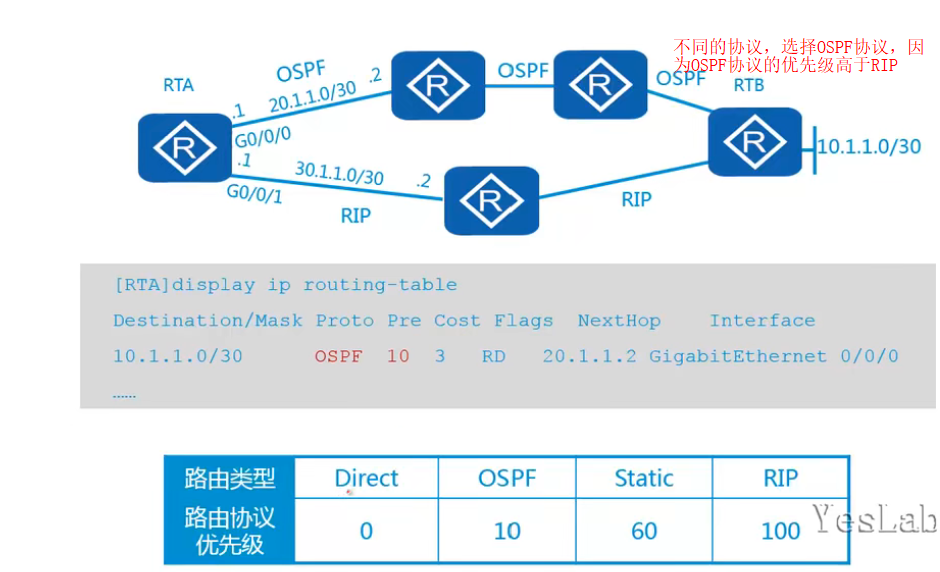 不同的协议，选择OSPF协议，因
为OSPF协议的优先级高于RIP
RTA
OSPF
.2
OSPF
OSPF
RTB
.1
20.1.1.0/30
G0/0/0
.1
30.1.1.0/30
.2
10.1.1.0/30
G0/0/1
RIP
RIP
R
R
R
R
R
[RTA]display ip routing-table
Destination/Mask Proto Pre Cost Flags NextHop Interface
10.1.1.0/30 OSPF 10 3 RD 20.1.1.2 GigabitEthernet 0/0/0
……
路由类型 Direct OSPF Static RIP
路由协议
优先级 0 10 60 100
YesLab